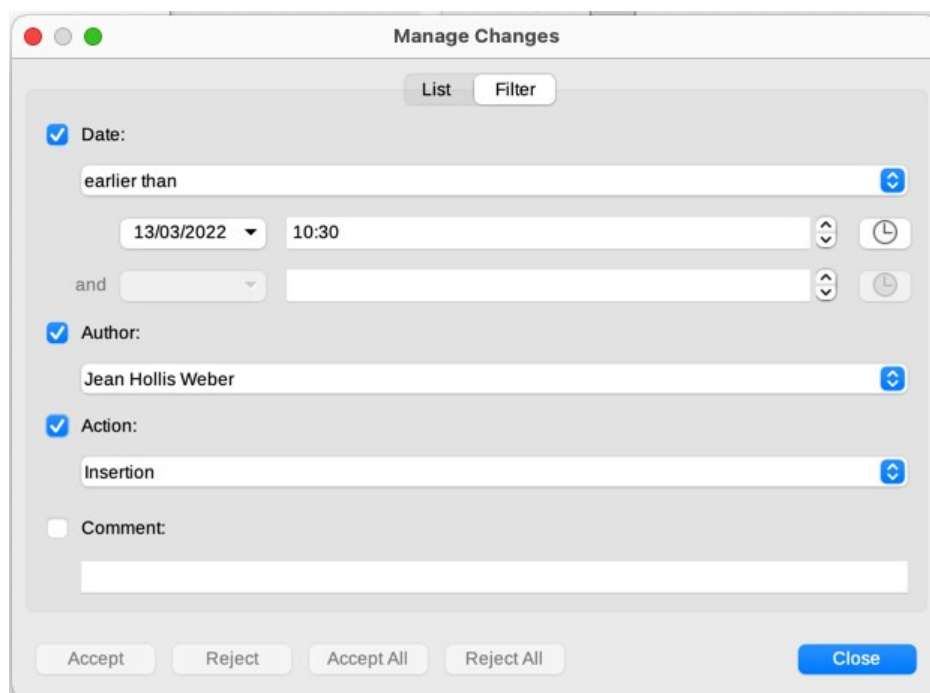 Manage Changes
List Filter
Date:
earlier than
13/03/2022 10:30
and
Author:
Jean Hollis Weber
Action:
Insertion
Comment:
Accept Reject Accept All Reject All Close